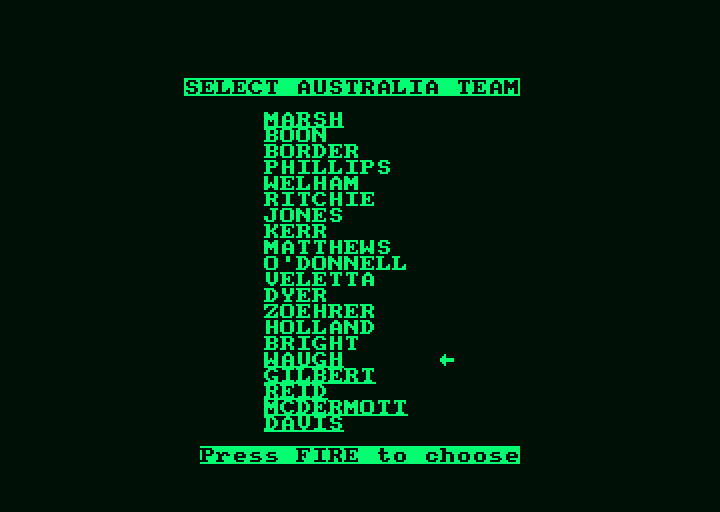 SELECT AUSTRALIA TEAM
MARSH
BOON
BORDER
PHILLIPS
WELHAM
RITCHIE
JONES
KERR
MATTHEWS
O'DONNELL
VELETTA
DYER
ZOEHRER
HOLLAND
BRIGHT
WAUGH ←
GILBERT
REID
MCDERMOTT
DAVIS
Press FIRE to choose